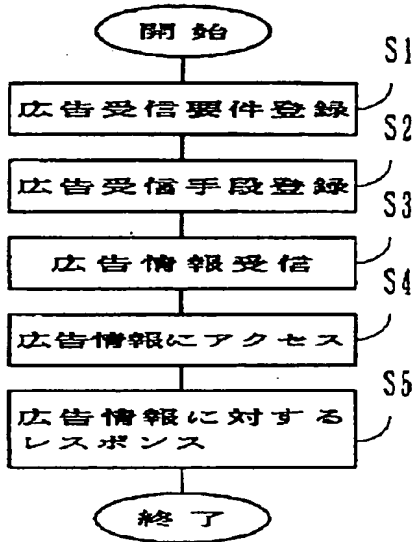 開始
S1
広告受信要件登録
S2
広告受信手段登録
S3
広告情報受信
S4
広告情報にアクセス
S5
広告情報に対する
レスポンス
終了